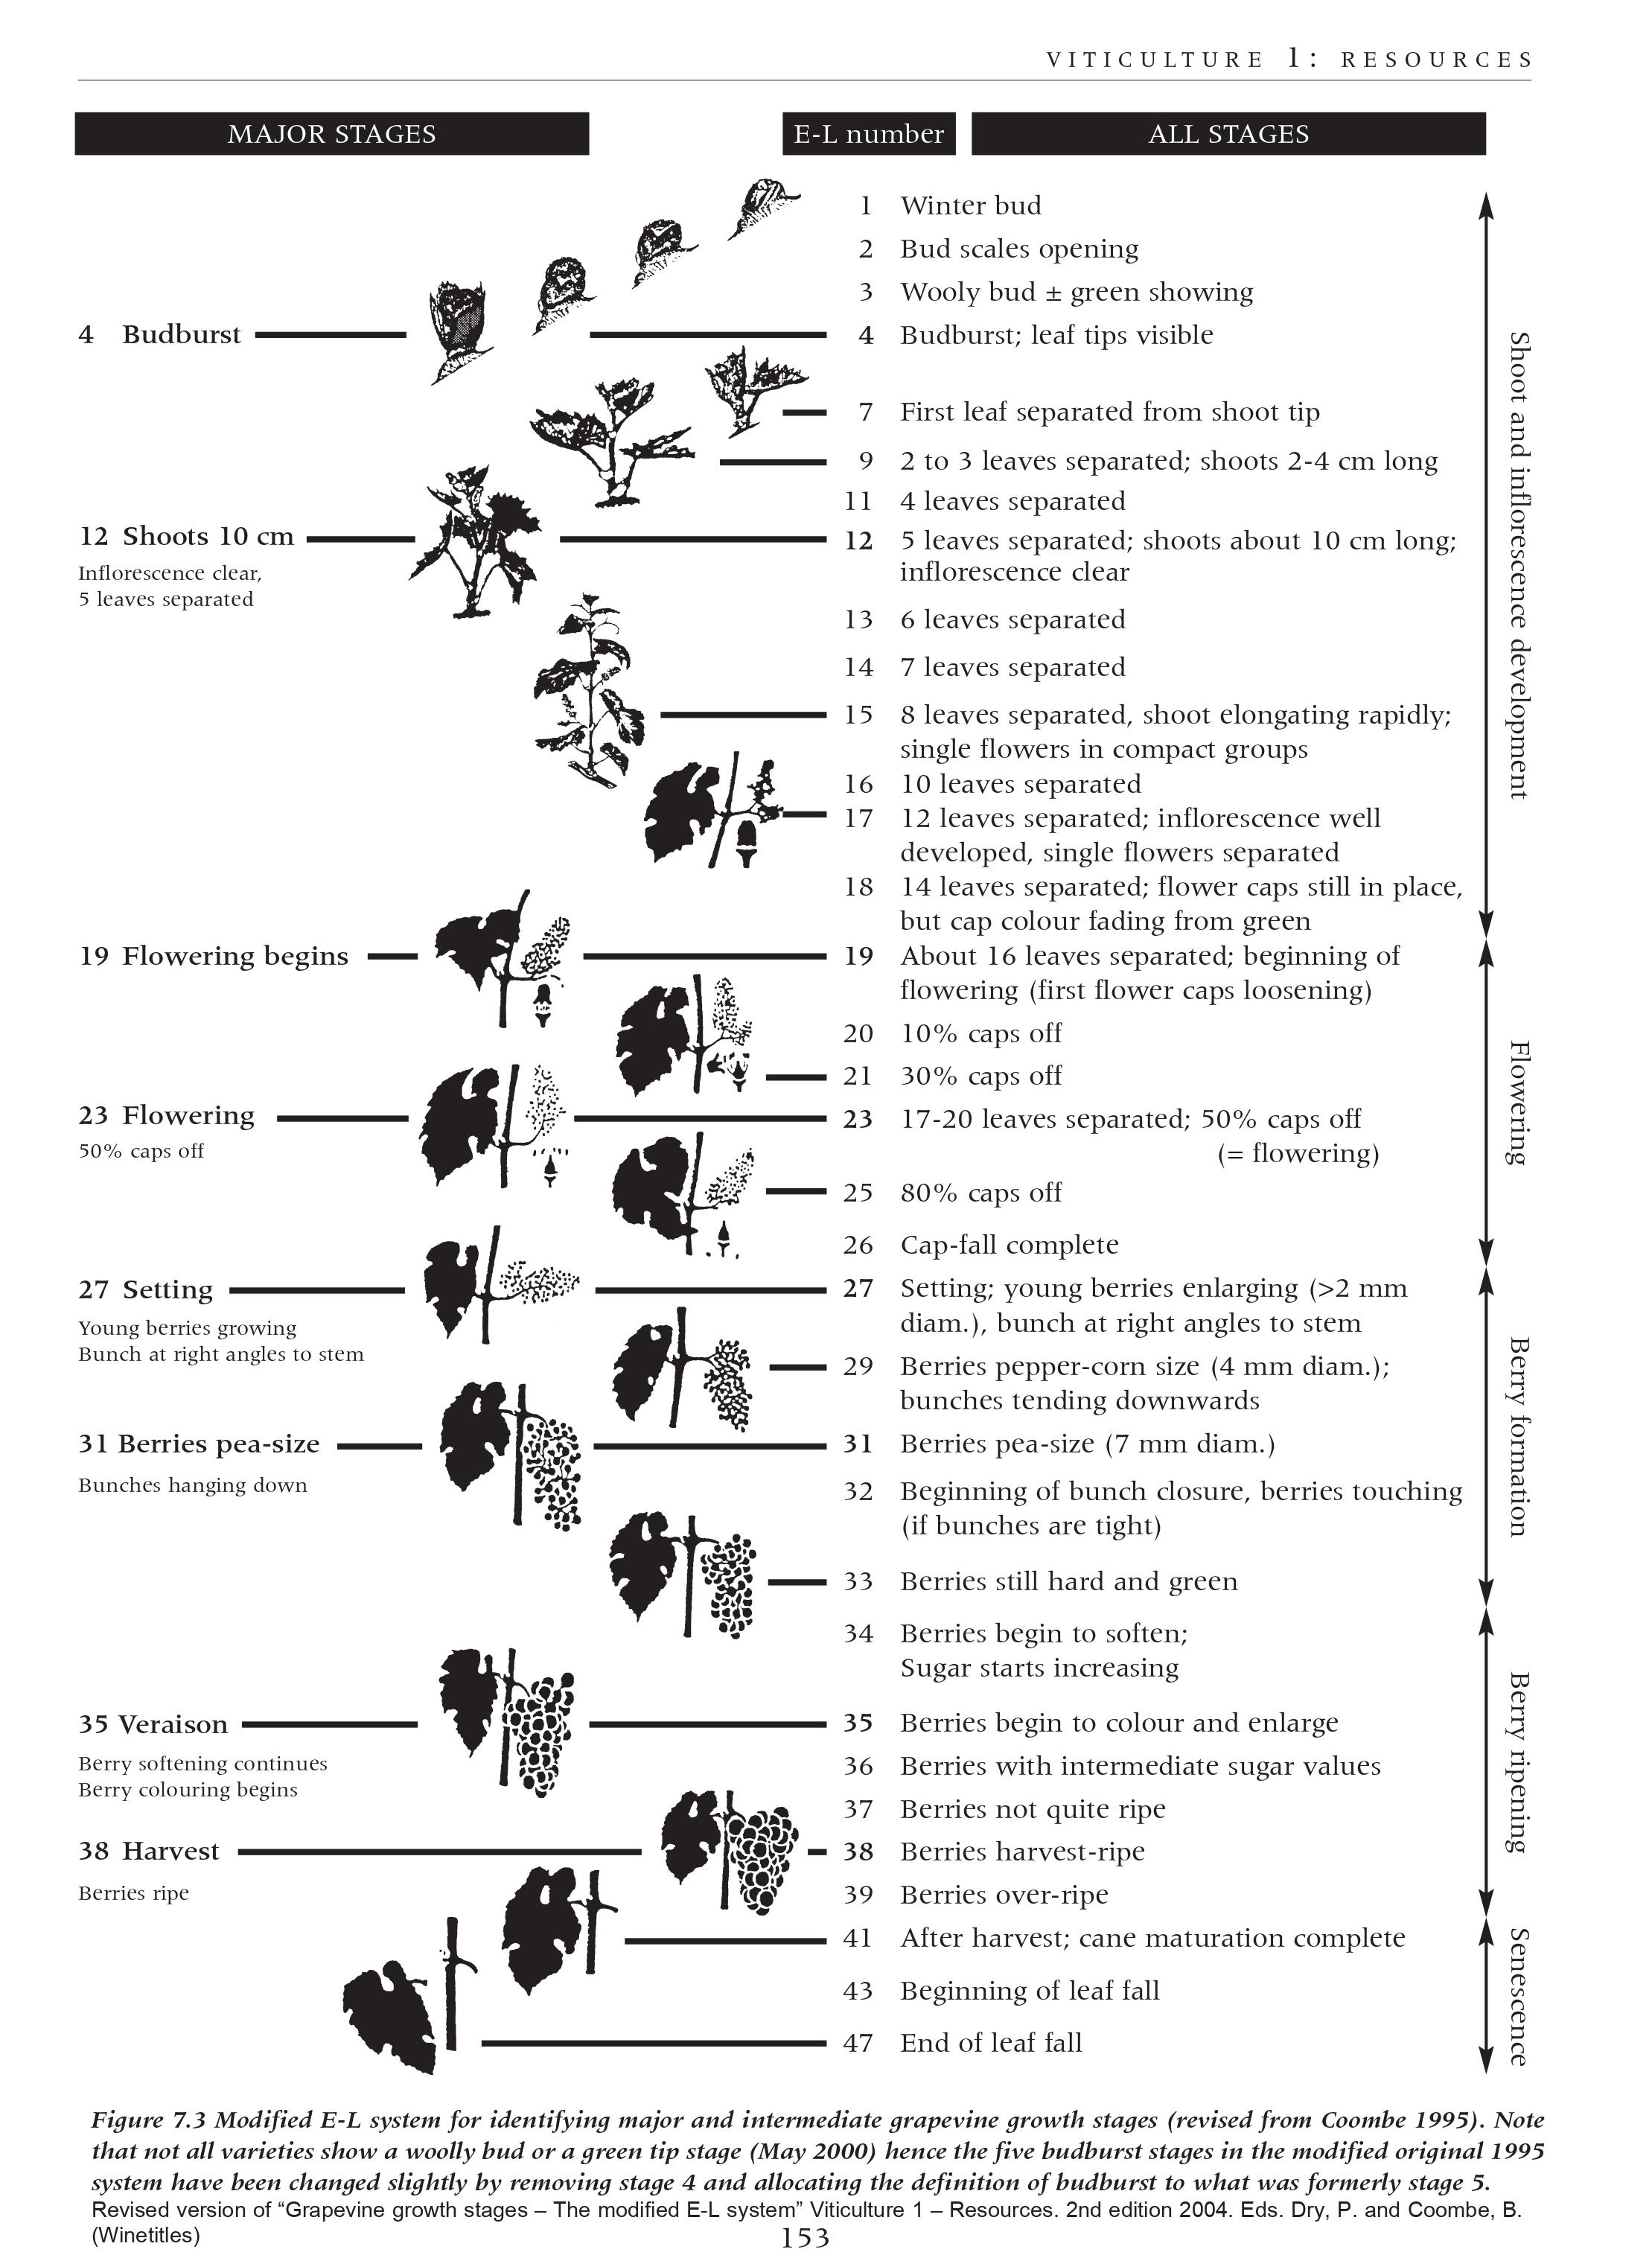 VITICULTURE 1: RESOURCES
MAJOR STAGES
E-L number
ALL STAGES
1 Winter bud
2 Bud scales opening
3 Wooly bud ± green showing
4 Budburst
4 Budburst; leaf tips visible
7 First leaf separated from shoot tip
9 2 to 3 leaves separated; shoots 2-4 cm long
11 4 leaves separated
12 Shoots 10 cm
Inflorescence clear,
5 leaves separated
12 5 leaves separated; shoots about 10 cm long;
inflorescence clear
13 6 leaves separated
14 7 leaves separated
15 8 leaves separated, shoot elongating rapidly;
single flowers in compact groups
16 10 leaves separated
17 12 leaves separated; inflorescence well
developed, single flowers separated
18 14 leaves separated; flower caps still in place,
but cap colour fading from green
Shoot and inflorescence development
19 Flowering begins
19 About 16 leaves separated; beginning of
flowering (first flower caps loosening)
20 10% caps off
21 30% caps off
23 Flowering
50% caps off
23 17-20 leaves separated; 50% caps off
(= flowering)
25 80% caps off
26 Cap-fall complete
Flowering
27 Setting
Young berries growing
Bunch at right angles to stem
27 Setting; young berries enlarging (>2 mm
diam.), bunch at right angles to stem
29 Berries pepper-corn size (4 mm diam.);
bunches tending downwards
31 Berries pea-size
Bunches hanging down
31 Berries pea-size (7 mm diam.)
32 Beginning of bunch closure, berries touching
(if bunches are tight)
33 Berries still hard and green
Berry formation
34 Berries begin to soften;
Sugar starts increasing
35 Veraison
Berry softening continues
Berry colouring begins
35 Berries begin to colour and enlarge
36 Berries with intermediate sugar values
37 Berries not quite ripe
38 Harvest
Berries ripe
38 Berries harvest-ripe
39 Berries over-ripe
Berry ripening
41 After harvest; cane maturation complete
43 Beginning of leaf fall
47 End of leaf fall
Senescence
Figure 7.3 Modified E-L system for identifying major and intermediate grapevine growth stages (revised from Coombe 1995). Note
that not all varieties show a woolly bud or a green tip stage (May 2000) hence the five budburst stages in the modified original 1995
system have been changed slightly by removing stage 4 and allocating the definition of budburst to what was formerly stage 5.
Revised version of “Grapevine growth stages – The modified E-L system” Viticulture 1 – Resources. 2nd edition 2004. Eds. Dry, P. and Coombe, B.
(Winetitles)
153